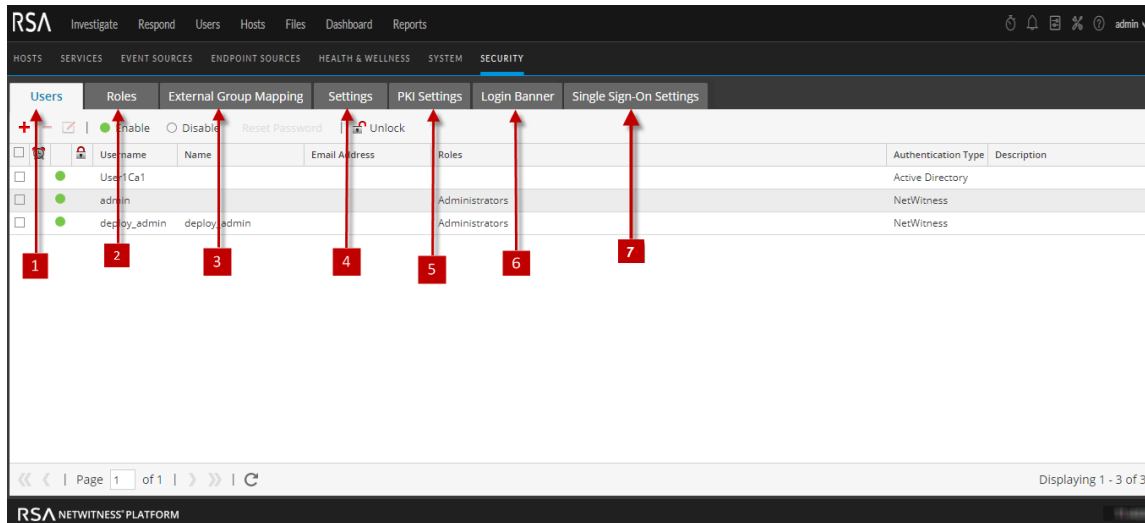 RSA Investigate Respond Users Hosts Files Dashboard Reports admin
HOSTS SERVICES EVENT SOURCES ENDPOINT SOURCES HEALTH & WELLNESS SYSTEM SECURITY
Users Roles External Group Mapping Settings PKI Settings Login Banner Single Sign-On Settings
Enable Disable Reset Password Unlock
Username Name Email Address Roles Authentication Type Description
User1Ca1 Active Directory
admin Administrators NetWitness
deploy_admin deploy_admin Administrators NetWitness
1 2 3 4 5 6 7
Page 1 of 1 Displaying 1 - 3 of 3
RSA NETWITNESS® PLATFORM